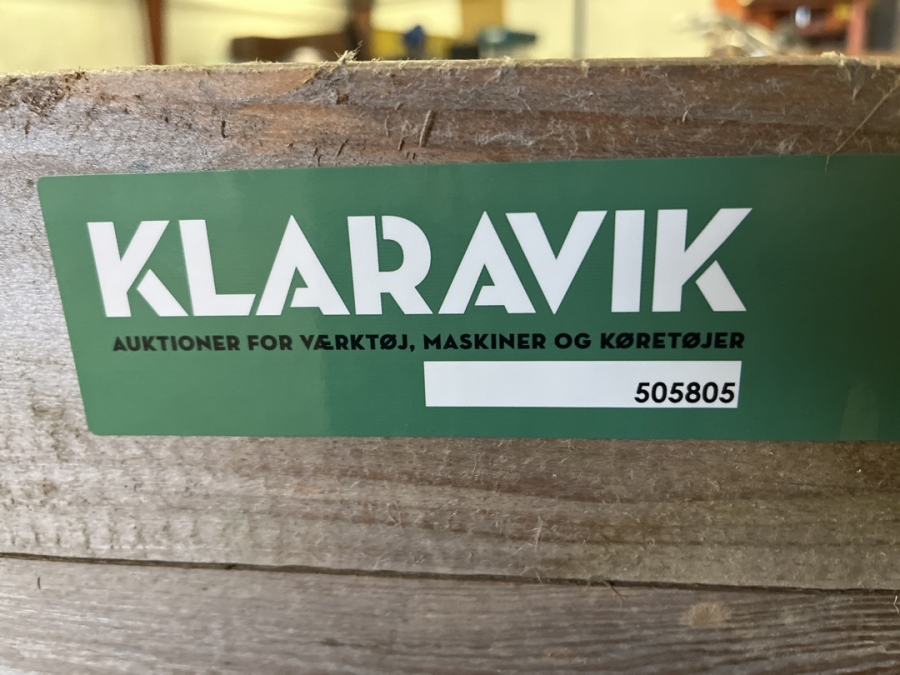 KLARAVIK
AUKTIONER FOR VÆRKTØJ, MASKINER OG KØRETØJER
505805